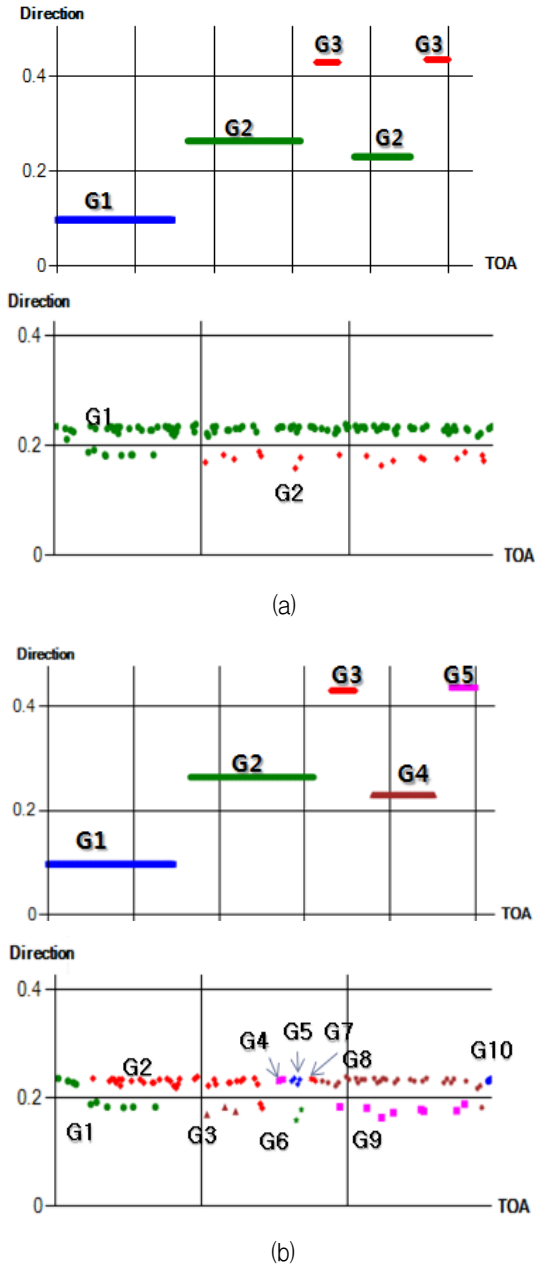 Direction
G3 G3
0.4
G2 G2
0.2
G1
0 TOA
Direction
0.4
G1
0.2
G2
0 TOA
(a)
Direction
G3 G5
0.4
G2 G4
0.2
G1
0 TOA
Direction
0.4
G4 G5 G7
G2 G8 G10
0.2
G1 G3 G6 G9
0 TOA
(b)